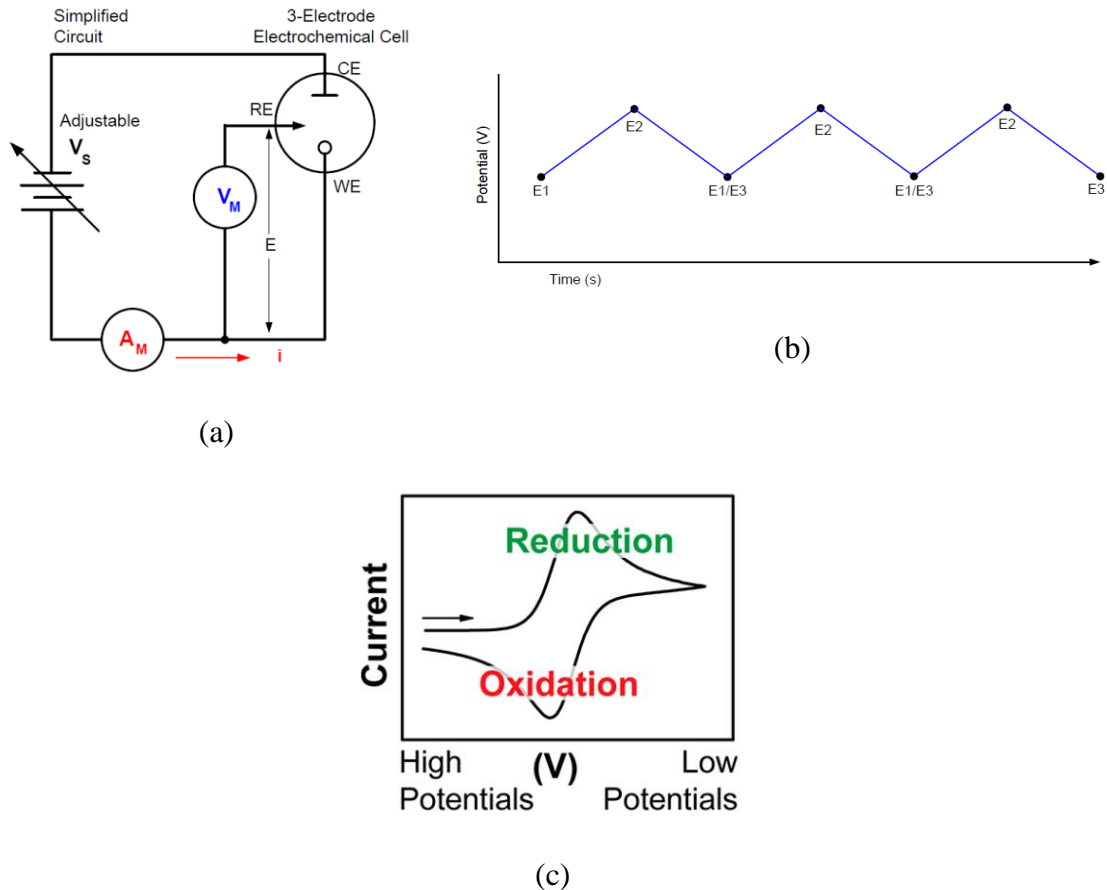 Simplified
Circuit
3-Electrode
Electrochemical Cell
CE
RE
Adjustable
VS
VM
WE
E
AM
i
(a)
Potential (V)
E1
E2
E1/E3
E2
E1/E3
E2
E3
Time (s)
(b)
Current
Reduction
Oxidation
High
Potentials
(V)
Low
Potentials
(c)